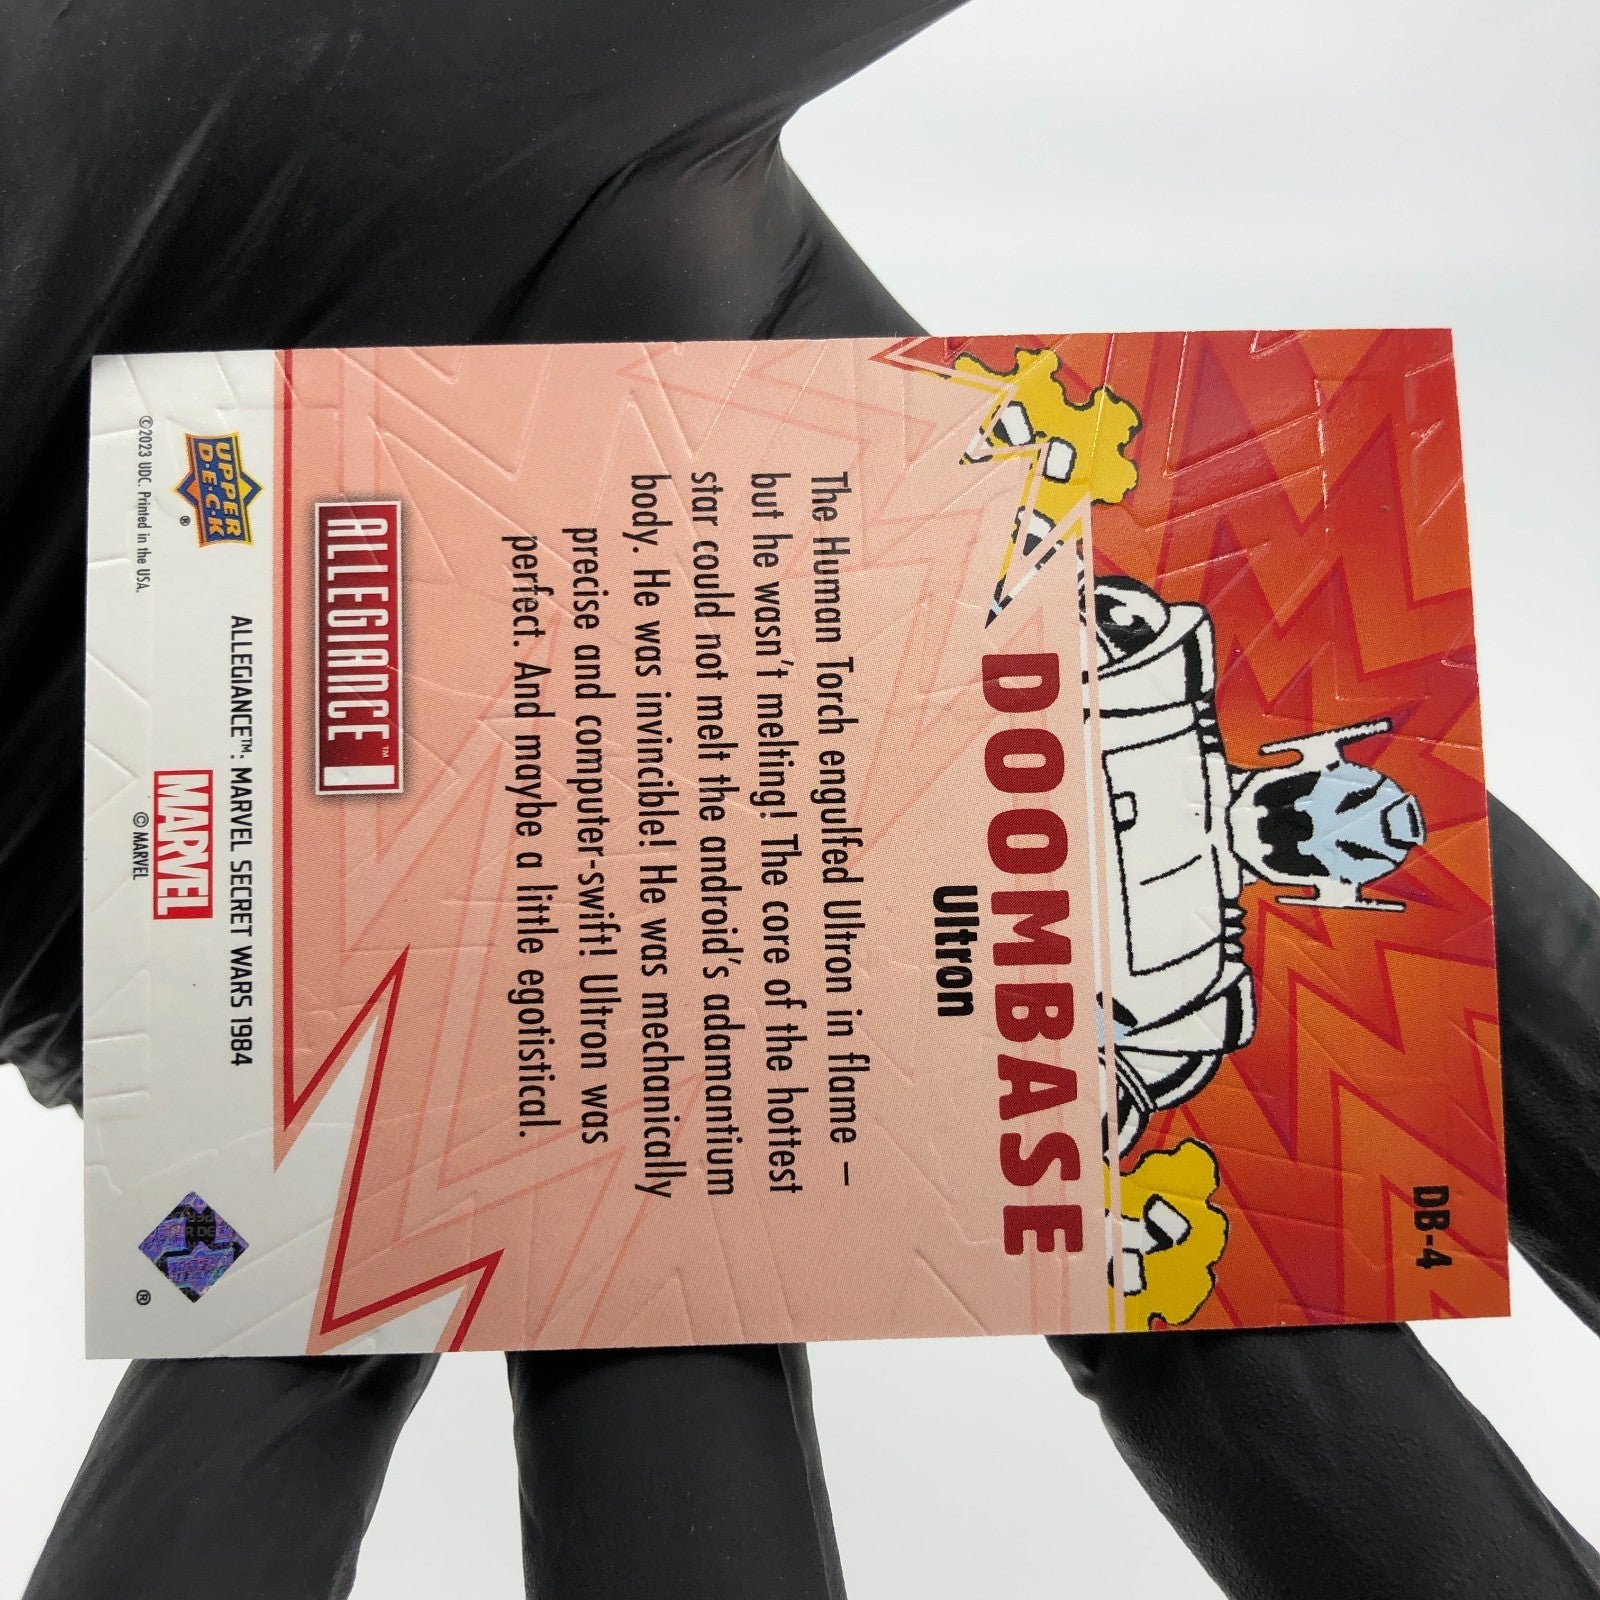 DB-4
DOOMBASE
Ultron
The Human Torch engulfed Ultron in flame –
but he wasn't melting! The core of the hottest
star could not melt the android's adamantium
body. He was invincible! He was mechanically
precise and computer-swift! Ultron was
perfect. And maybe a little egotistical.
ALLEGIANCE™
UPPER
D·E·C·K
®
ALLEGIANCE™: MARVEL SECRET WARS 1984
MARVEL
©2023 UDC. Printed in the USA.
© MARVEL
®